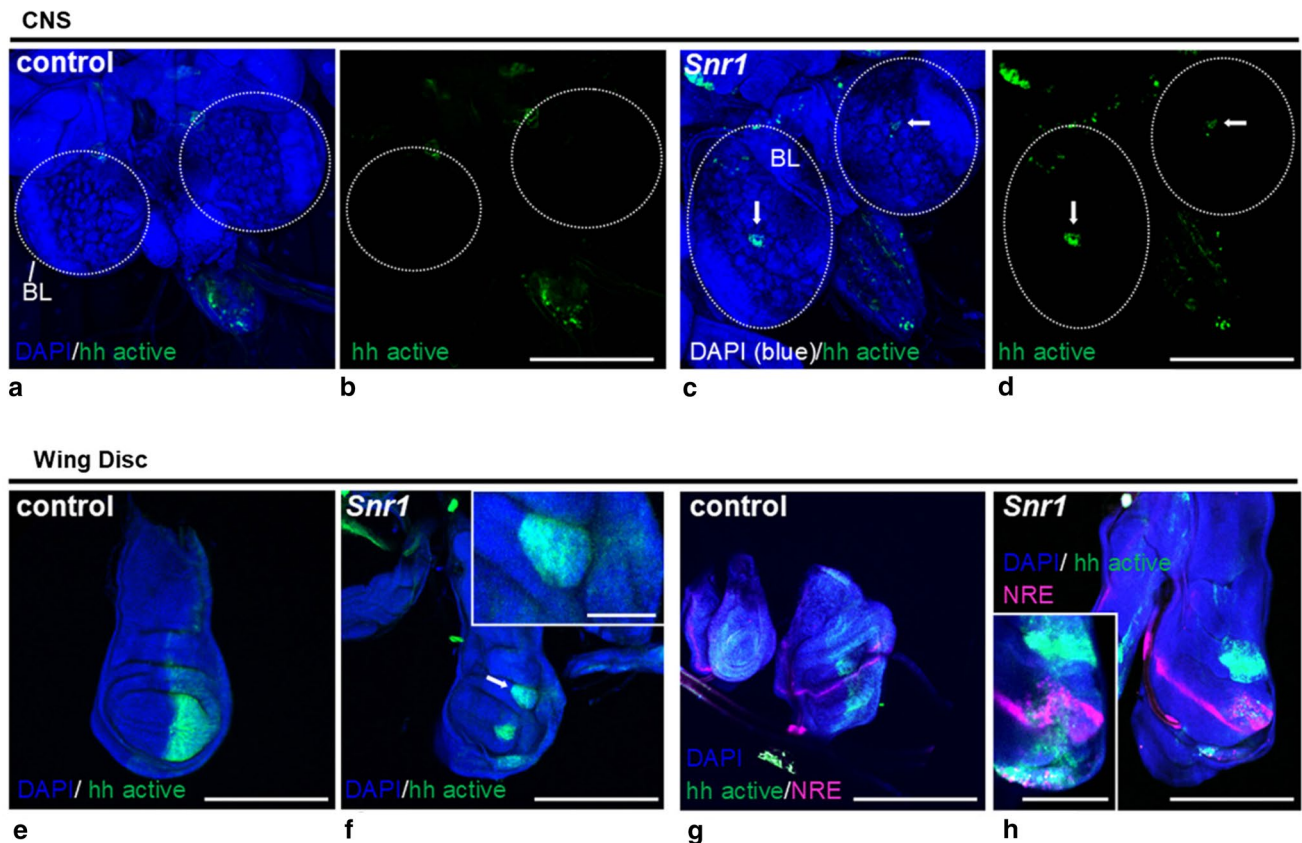 CNS
control
BL
DAPI/hh active
a
hh active
b
Snr1
BL
DAPI (blue)/hh active
c
hh active
d
Wing Disc
control
DAPI/ hh active
e
Snr1
DAPI/hh active
f
control
DAPI
hh active/NRE
g
Snr1
DAPI/ hh active
NRE
h